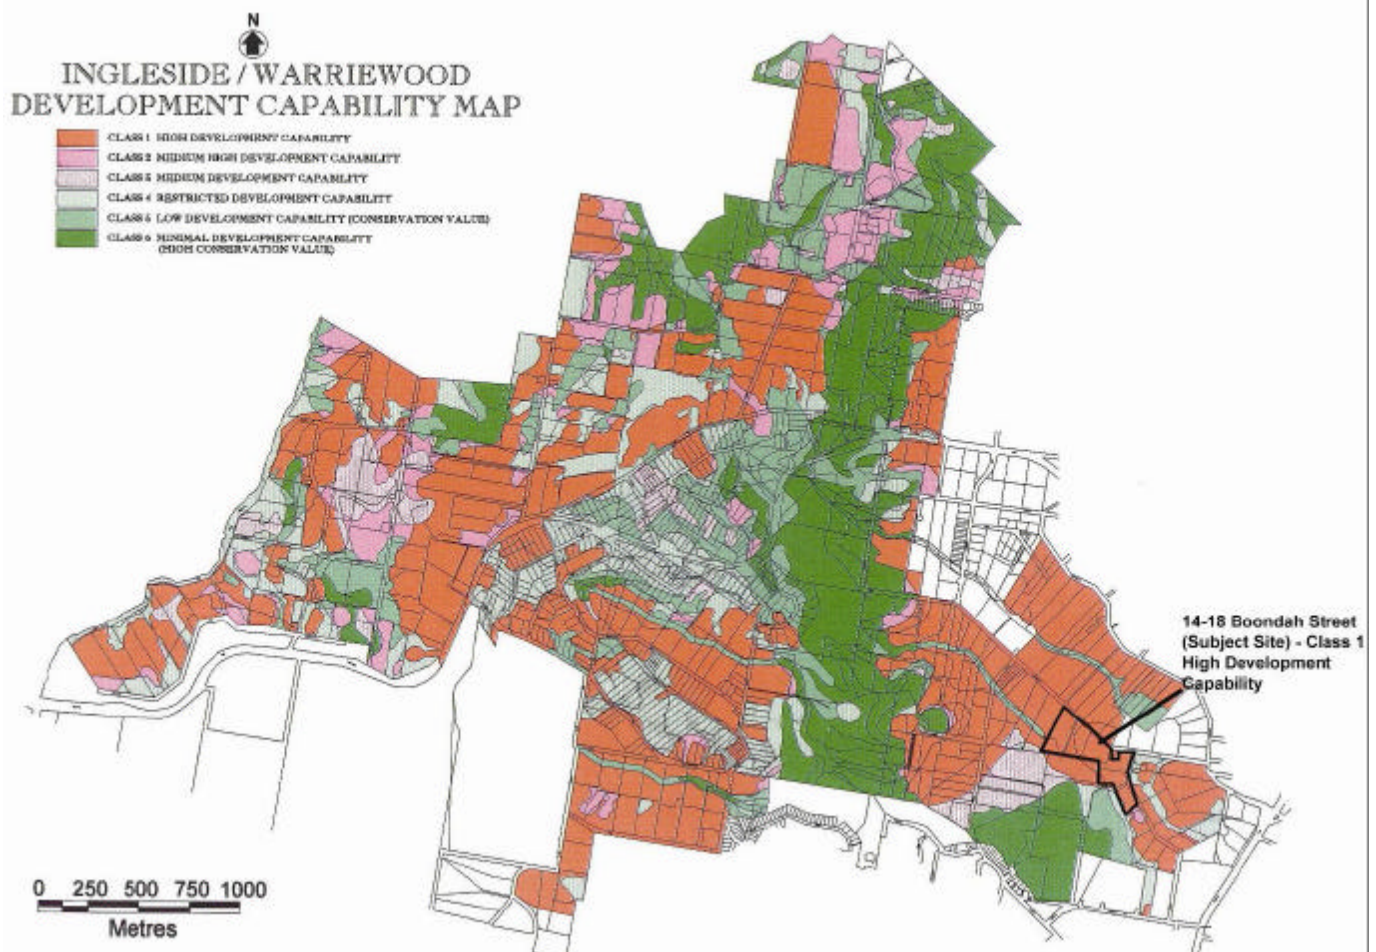 N
INGLESIDE / WARRIEWOOD
DEVELOPMENT CAPABILITY MAP
CLASS 1 HIGH DEVELOPMENT CAPABILITY
CLASS 2 MEDIUM HIGH DEVELOPMENT CAPABILITY
CLASS 3 MEDIUM DEVELOPMENT CAPABILITY
CLASS 4 RESTRICTED DEVELOPMENT CAPABILITY
CLASS 5 LOW DEVELOPMENT CAPABILITY (CONSERVATION VALUE)
CLASS 6 MINIMAL DEVELOPMENT CAPABILITY
(HIGH CONSERVATION VALUE)
14-18 Boondah Street
(Subject Site) - Class 1
High Development
Capability
0 250 500 750 1000
Metres